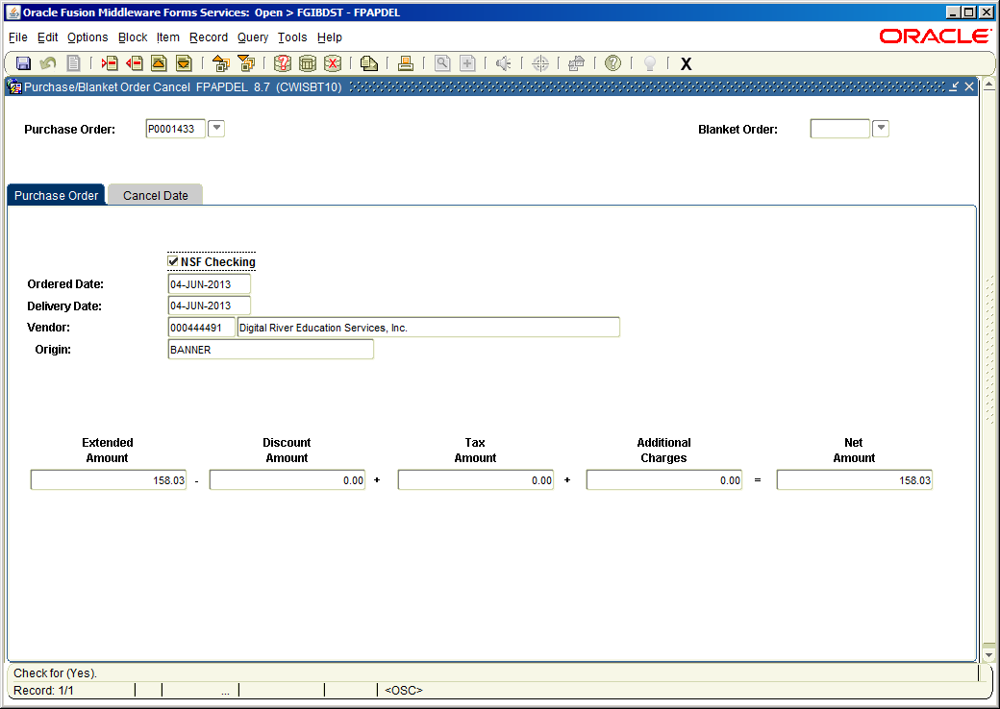 Oracle Fusion Middleware Forms Services: Open > FGIBDST - FPAPDEL
File Edit Options Block Item Record Query Tools Help
ORACLE
X
Purchase/Blanket Order Cancel FPAPDEL 8.7 (CWISBT10)
Purchase Order: P0001433 Blanket Order:
Purchase Order Cancel Date
NSF Checking
Ordered Date: 04-JUN-2013
Delivery Date: 04-JUN-2013
Vendor: 000444491 Digital River Education Services, Inc.
Origin: BANNER
Extended Discount Tax Additional Net
Amount Amount Amount Charges Amount
158.03 - 0.00 + 0.00 + 0.00 = 158.03
Check for (Yes).
Record: 1/1 ... <OSC>